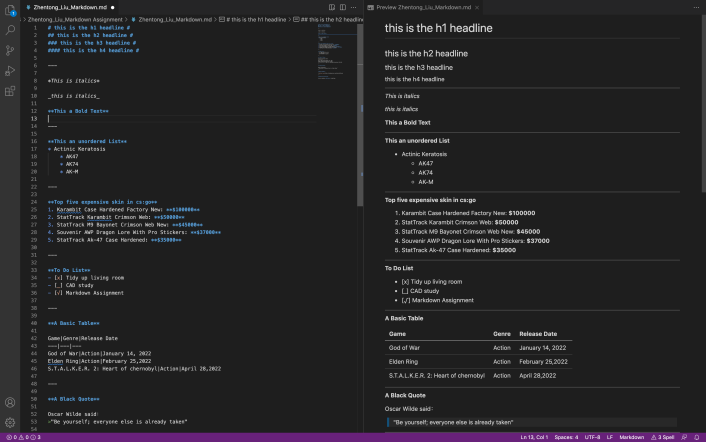 Zhentong_Liu_Markdown.md
Preview Zhentong_Liu_Markdown.md
Zhentong_Liu_Markdown Assignment > Zhentong_Liu_Markdown.md > # this is the h1 headline > ## this is the h2 headline
1 # this is the h1 headline #
2 ## this is the h2 headline #
3 ### this is the h3 headline #
4 #### this is the h4 headline #
5
6 ---
7
8 *This is italics*
9
10 _this is italics_
11
12 **This a Bold Text**
13
14 ---
15
16 **This an unordered List**
17 * Actinic Keratosis
18 * AK47
19 * AK74
20 * AK-M
21
22 ---
23
24 **Top five expensive skin in cs:go**
25 1. Karambit Case Hardened Factory New: **$100000**
26 2. StatTrack Karambit Crimson Web: **$50000**
27 3. StatTrack M9 Bayonet Crimson Web New: **$45000**
28 4. Souvenir AWP Dragon Lore With Pro Stickers: **$37000**
29 5. StatTrack Ak-47 Case Hardened: **$35000**
30
31 ---
32
33 **To Do List**
34 - [x] Tidy up living room
35 - [_] CAD study
36 - [√] Markdown Assignment
37
38 ---
39
40 **A Basic Table**
41
42 Game|Genre|Release Date
43 ---|---|---
44 God of War|Action|January 14, 2022
45 Elden Ring|Action|February 25,2022
46 S.T.A.L.K.E.R. 2: Heart of chernobyl|Action|April 28,2022
47
48 ---
49
50 **A Black Quote**
51
52 Oscar Wilde said:
53 >"Be yourself; everyone else is already taken"
54
this is the h1 headline
this is the h2 headline
this is the h3 headline
this is the h4 headline
This is italics
this is italics
This a Bold Text
This an unordered List
• Actinic Keratosis
○ AK47
○ AK74
○ AK-M
Top five expensive skin in cs:go
1. Karambit Case Hardened Factory New: $100000
2. StatTrack Karambit Crimson Web: $50000
3. StatTrack M9 Bayonet Crimson Web New: $45000
4. Souvenir AWP Dragon Lore With Pro Stickers: $37000
5. StatTrack Ak-47 Case Hardened: $35000
To Do List
• [x] Tidy up living room
• [_] CAD study
• [√] Markdown Assignment
A Basic Table
Game Genre Release Date
God of War Action January 14, 2022
Elden Ring Action February 25,2022
S.T.A.L.K.E.R. 2: Heart of chernobyl Action April 28,2022
A Black Quote
Oscar Wilde said:
"Be yourself; everyone else is already taken"
0 0 3 Ln 13, Col 1 Spaces: 4 UTF-8 LF Markdown 3 Spell